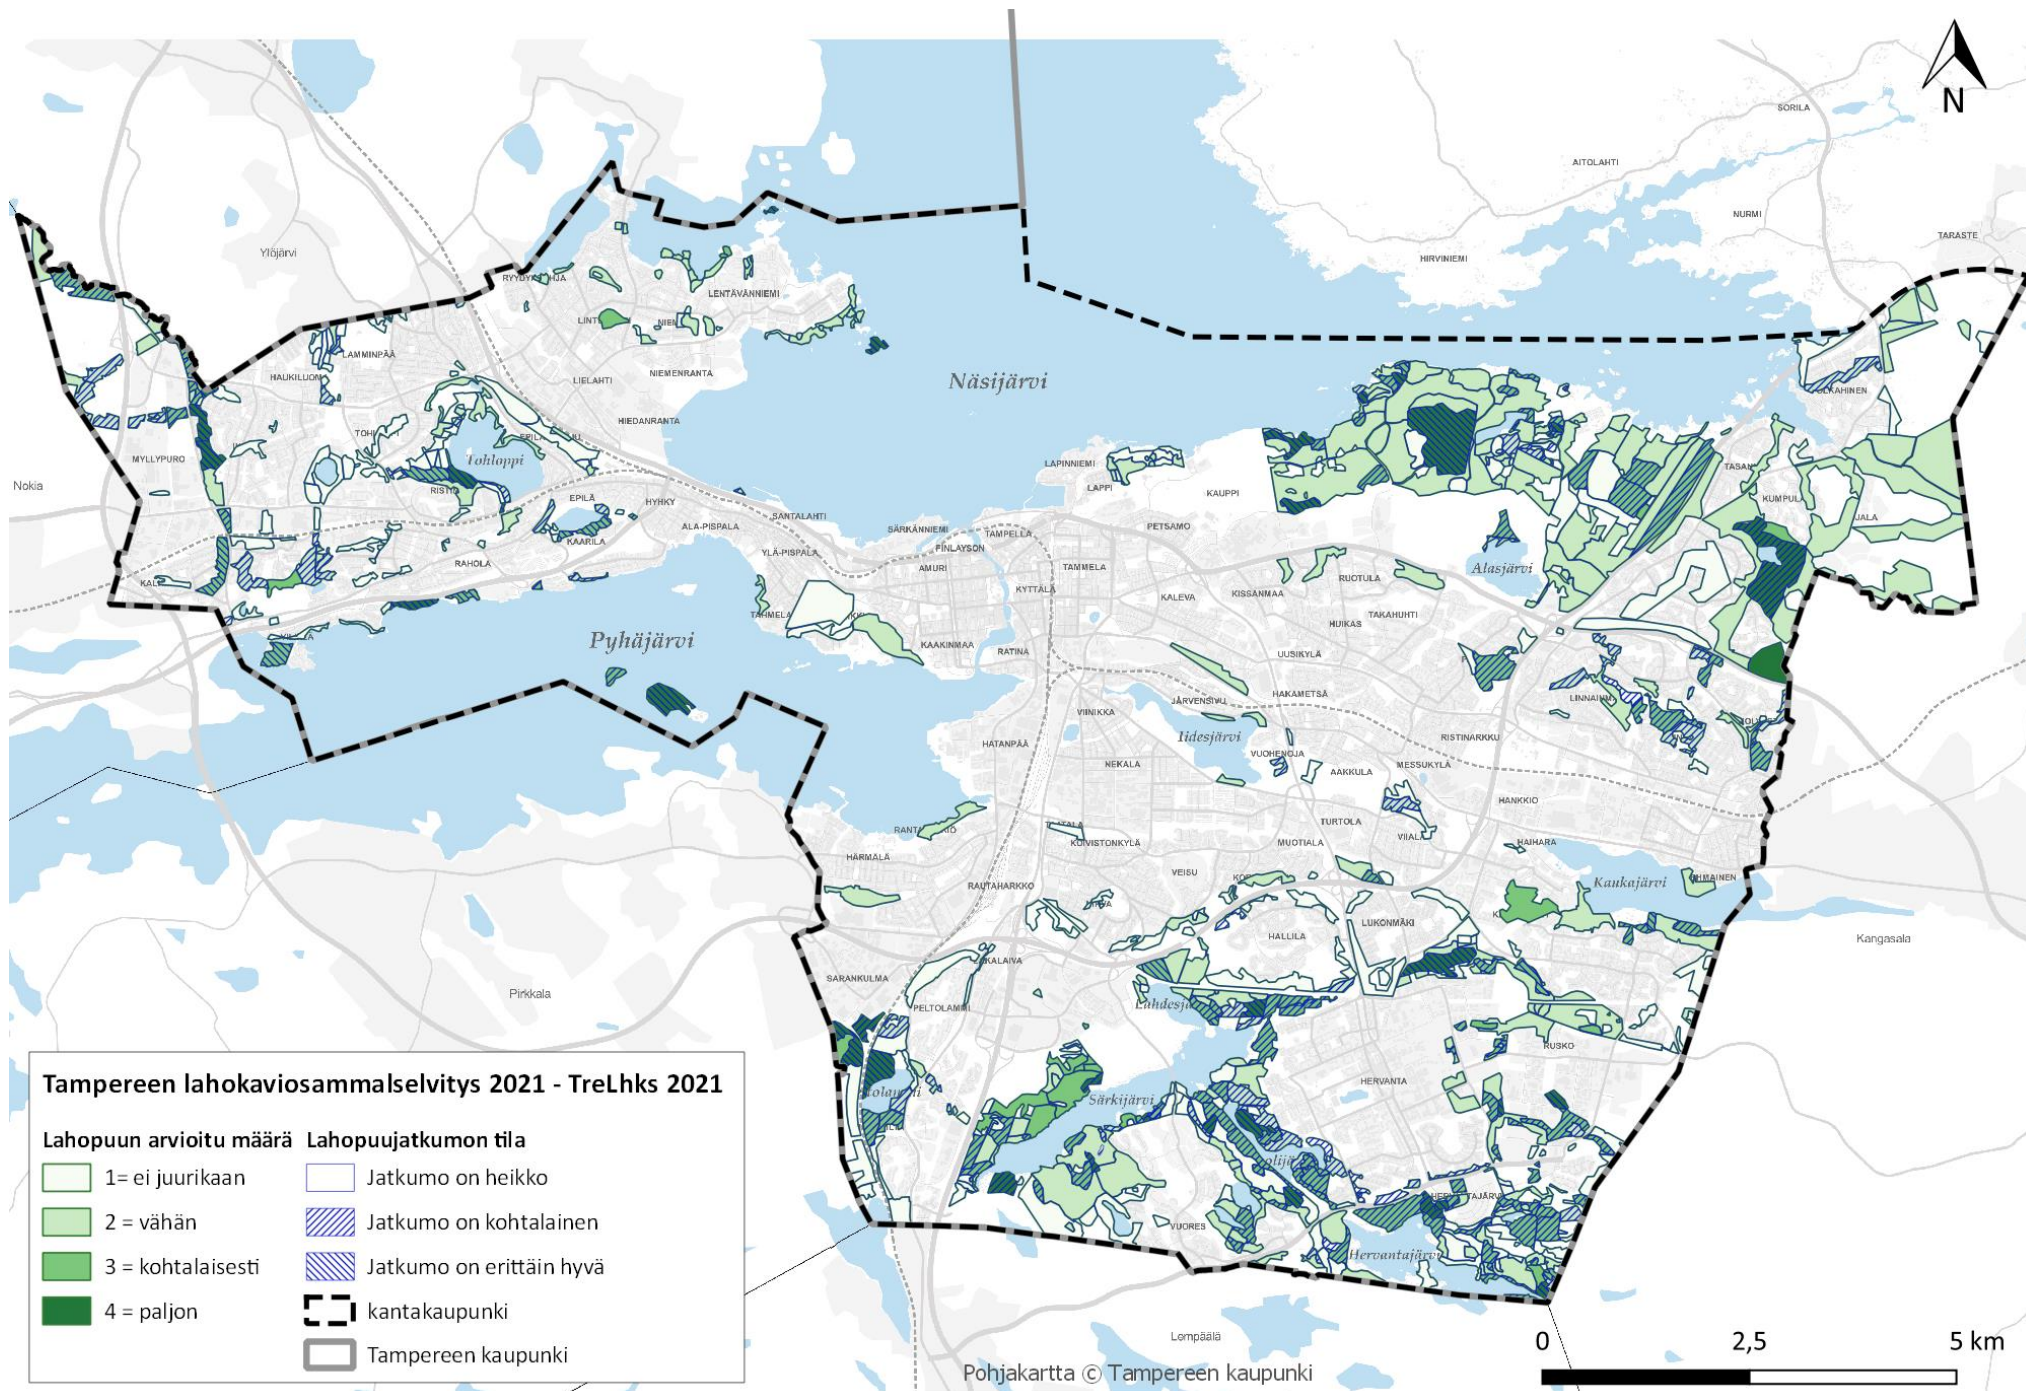 N
SORILA
AITOLAHTI
NURMI
TARASTE
HIRVINIEMI
Ylöjärvi
LENTÄVÄNNIEMI
LAMMINPÄÄ
HAUKILUOMA
LIELAHTI
NIEMENRANTA
Näsijärvi
HIEDANRANTA
MYLLYPURO
Tohloppi
LAPINNIEMI
LAPPI
KAUPPI
TASAN
KUMPULA
Nokia
EPILÄ
HYHKY
SANTALAHTI
ALA-PISPALA
SÄRKÄNNIEMI
TAMPELLA
PETSAMO
FINLAYSON
KAARILA
YLÄ-PISPALA
RAHOLA
AMURI
TAMMELA
Alasjärvi
RUOTULA
KYTTÄLÄ
KALEVA
KISSANMAA
TAKAHUHTI
HUIKAS
TAHMELA
Pyhäjärvi
KAAKINMAA
RATINA
UUSIKYLÄ
HAKAMETSÄ
LINNAINMAA
JÄRVENSIVU
VIINIKKA
Iidesjärvi
RISTINARKKU
HATANPÄÄ
VUOHENOJA
NEKALA
AAKKULA
MESSUKYLÄ
HANKKIO
TURTOLA
KOIVISTONKYLÄ
MUOTIALA
HAIHARA
HÄRMÄLÄ
VEISU
Kaukajärvi
RAUTAHARKKO
LUKONMÄKI
HALLILA
Kangasala
SARANKULMA
Pirkkala
PELTOLAMMI
Lahdesjä
RUSKO
HERVANTA
Särkijärvi
VUORES
Hervantajärvi
Lempäälä
Tampereen lahokaviosammalselvitys 2021 - TreLhks 2021
Lahopuun arvioitu määrä
1= ei juurikaan
2 = vähän
3 = kohtalaisesti
4 = paljon
Lahopuujatkumon tila
Jatkumo on heikko
Jatkumo on kohtalainen
Jatkumo on erittäin hyvä
kantakaupunki
Tampereen kaupunki
Pohjakartta © Tampereen kaupunki
0 2,5 5 km